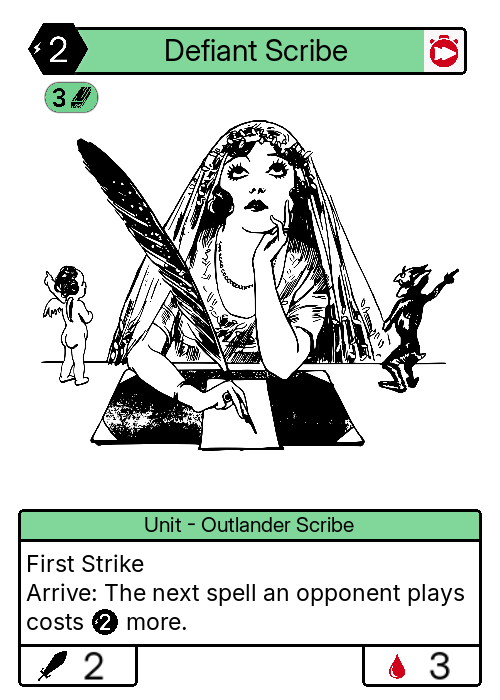 2 Defiant Scribe
3
Unit - Outlander Scribe
First Strike
Arrive: The next spell an opponent plays
costs 2 more.
2 3